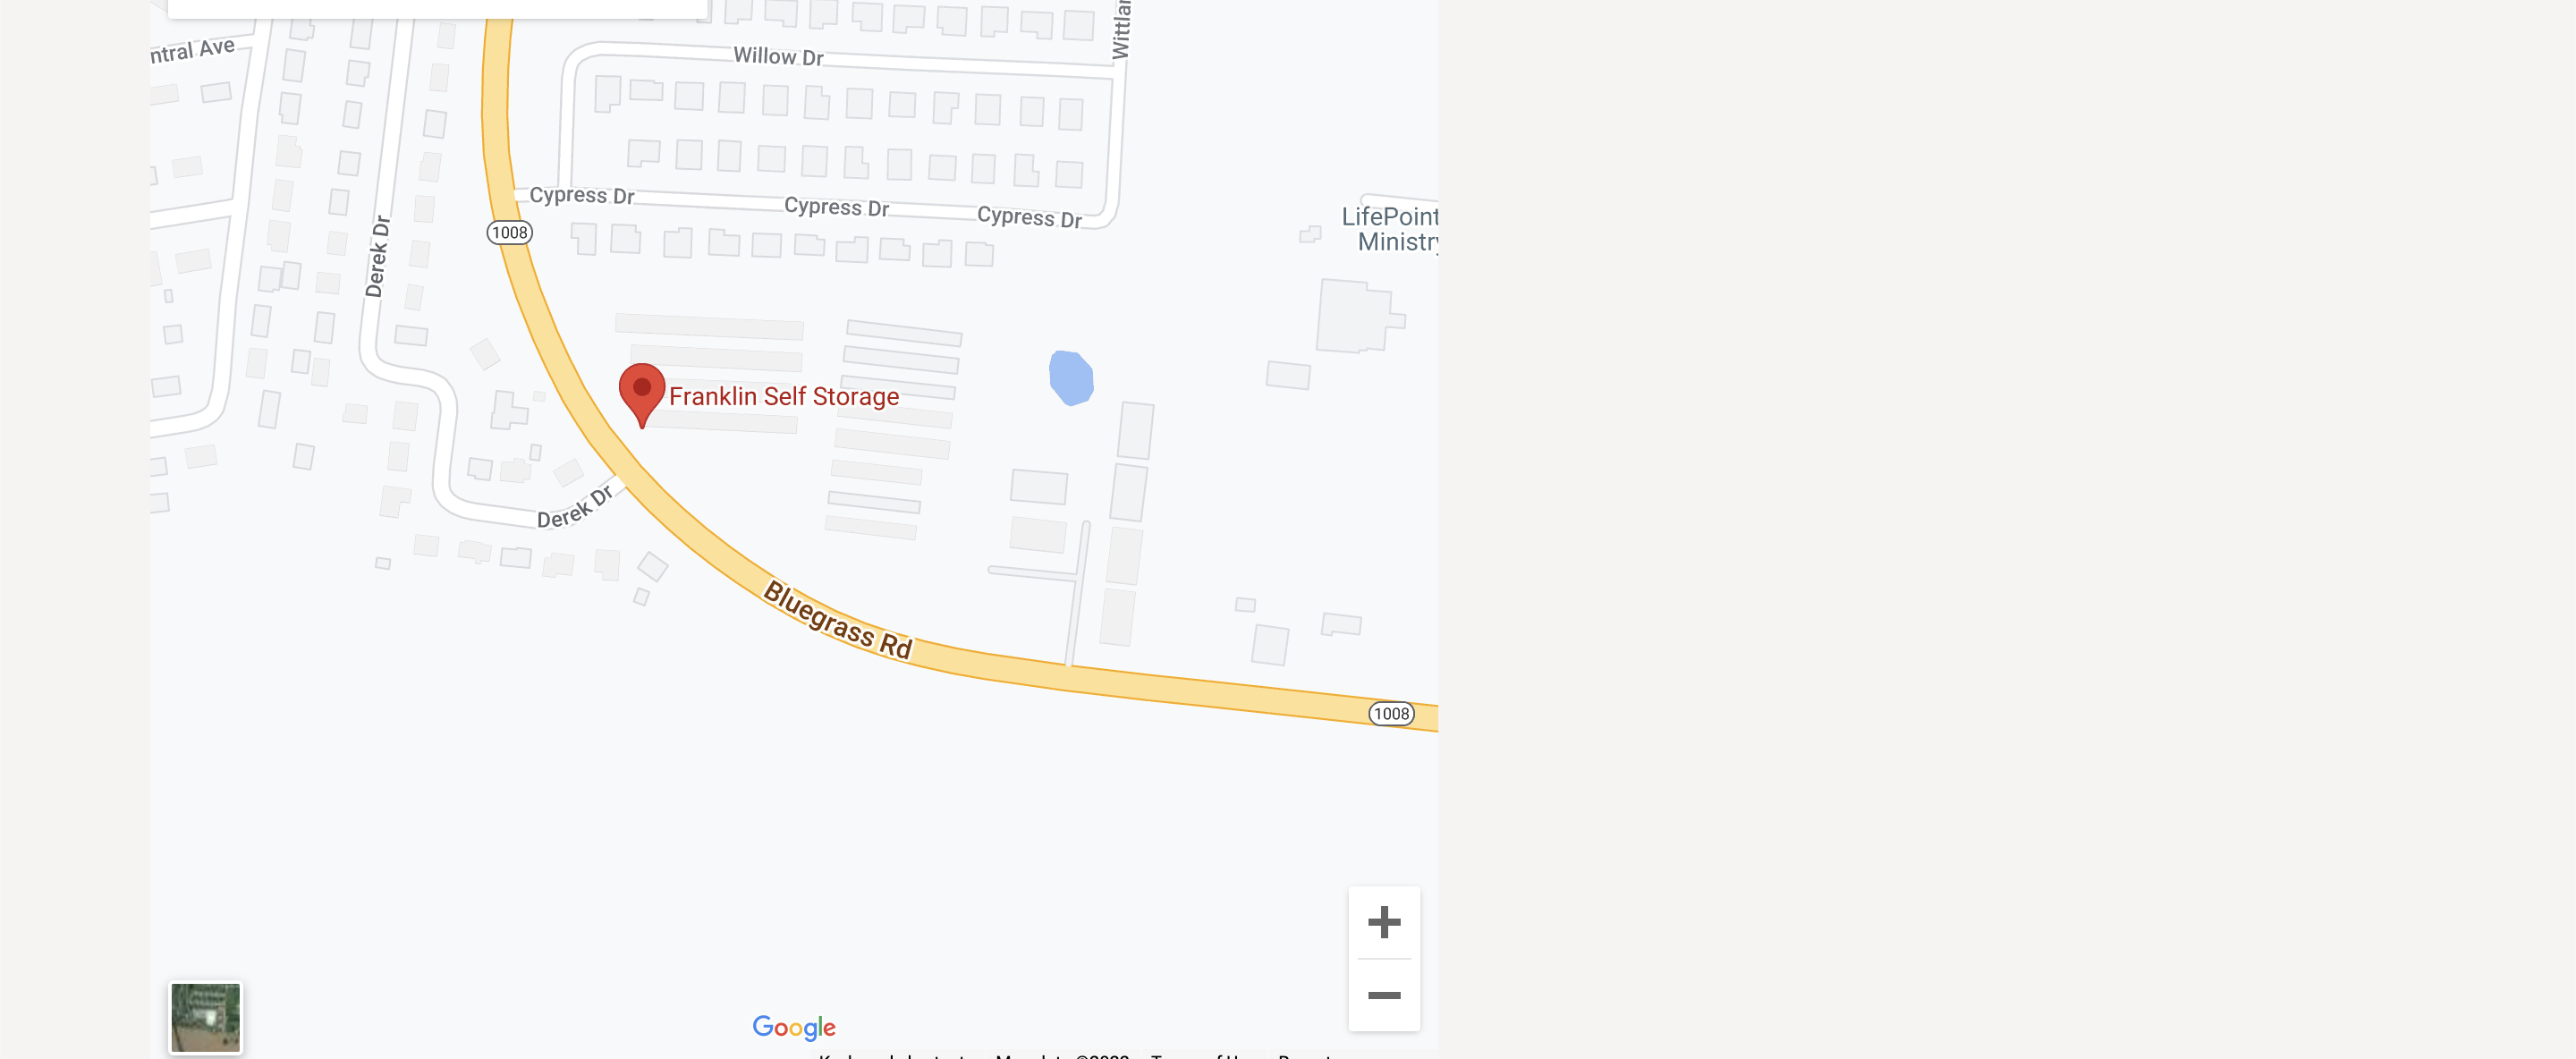 ntral Ave
Willow Dr
Wittlar
Cypress Dr
Cypress Dr
Cypress Dr
LifePoint
Ministry
1008
Derek Dr
Franklin Self Storage
Derek Dr
Bluegrass Rd
1008
Google